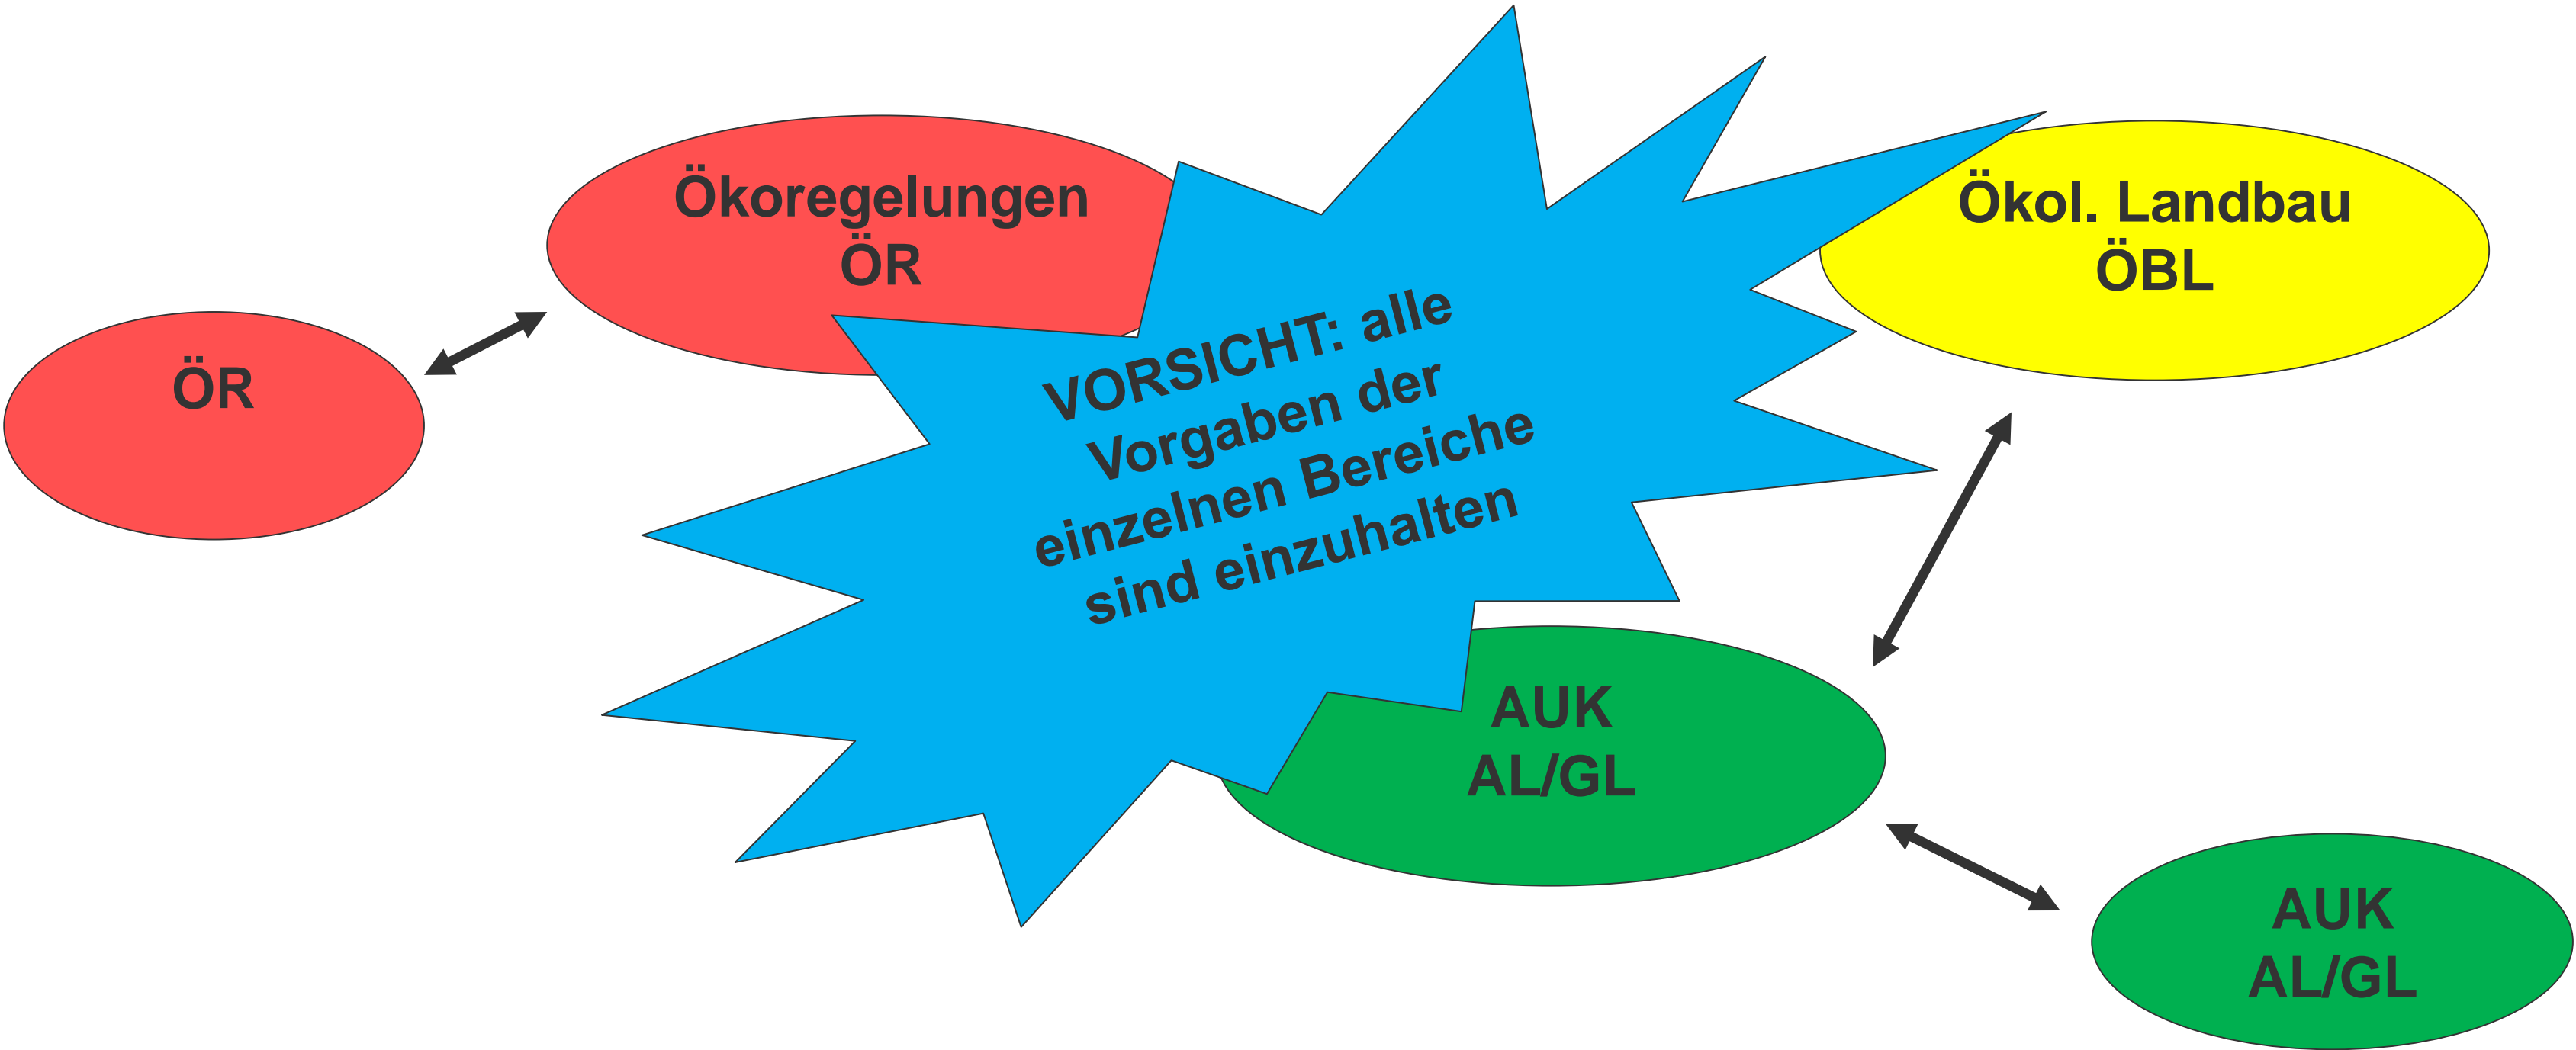 Ökoregelungen
ÖR
Ökol. Landbau
ÖBL
ÖR
VORSICHT: alle
Vorgaben der
einzelnen Bereiche
sind einzuhalten
AUK
AL/GL
AUK
AL/GL